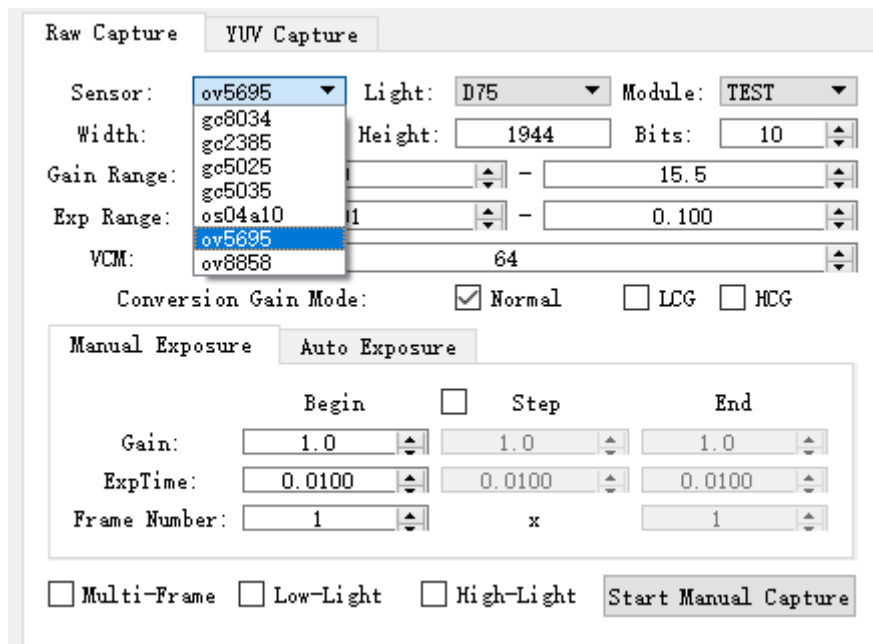 Raw Capture YUV Capture
Sensor: ov5695 Light: D75 Module: TEST
gc8034
Width: Height: 1944 Bits: 10
gc2385
gc5025
Gain Range: - 15.5
gc5035
os04a10
Exp Range: 01 - 0.100
ov5695
VCM: 64
ov8858
Conversion Gain Mode: Normal LCG HCG
Manual Exposure Auto Exposure
Begin Step End
Gain: 1.0 1.0 1.0
ExpTime: 0.0100 0.0100 0.0100
Frame Number: 1 x 1
Multi-Frame Low-Light High-Light Start Manual Capture